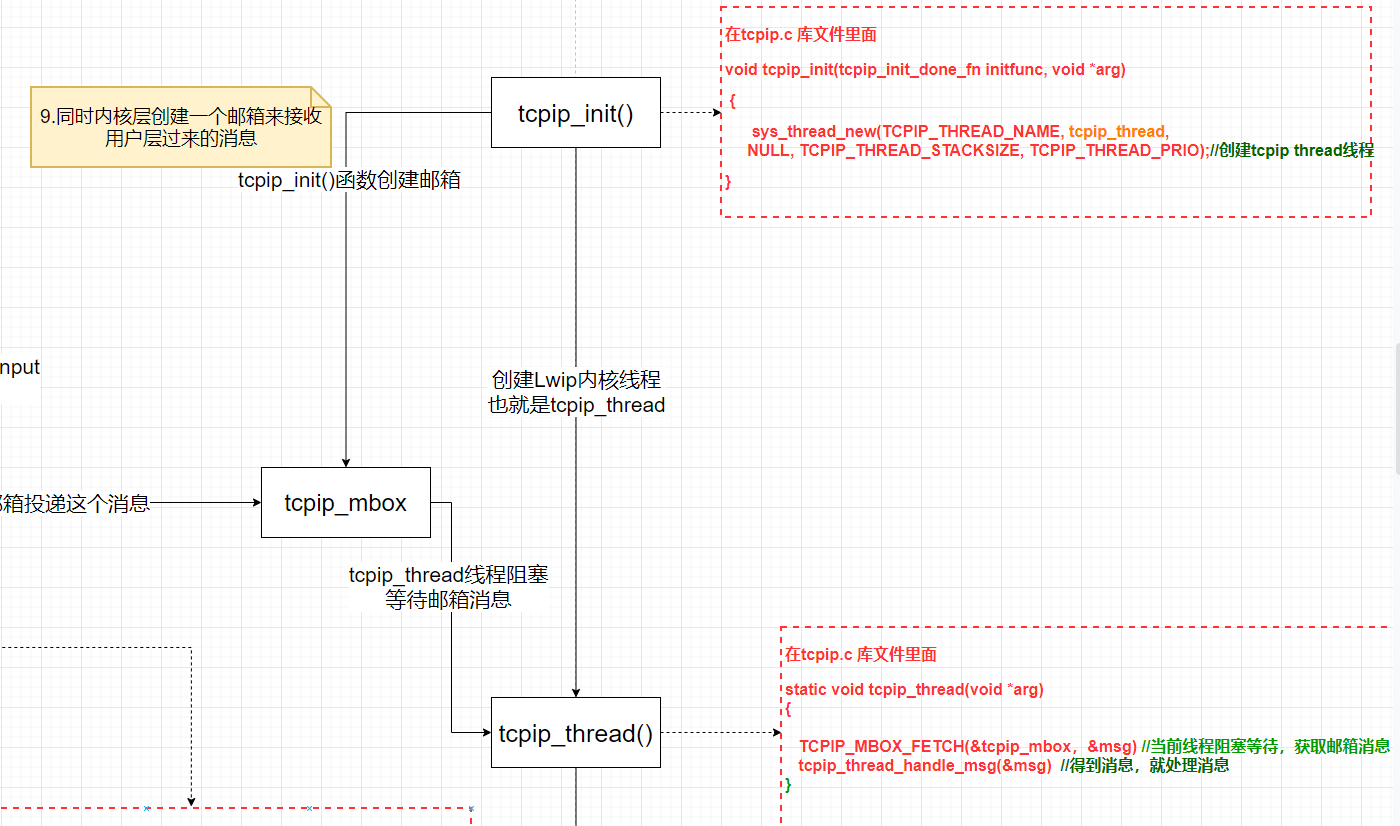 在tcpip.c 库文件里面
void tcpip_init(tcpip_init_done_fn initfunc, void *arg)
{
sys_thread_new(TCPIP_THREAD_NAME, tcpip_thread,
NULL, TCPIP_THREAD_STACKSIZE, TCPIP_THREAD_PRIO);//创建tcpip thread线程
}
tcpip_init()
9.同时内核层创建一个邮箱来接收
用户层过来的消息
tcpip_init()函数创建邮箱
nput
创建Lwip内核线程
也就是tcpip_thread
箱投递这个消息
tcpip_mbox
tcpip_thread线程阻塞
等待邮箱消息
tcpip_thread()
在tcpip.c 库文件里面
static void tcpip_thread(void *arg)
{
TCPIP_MBOX_FETCH(&tcpip_mbox，&msg) //当前线程阻塞等待，获取邮箱消息
tcpip_thread_handle_msg(&msg) //得到消息，就处理消息
}